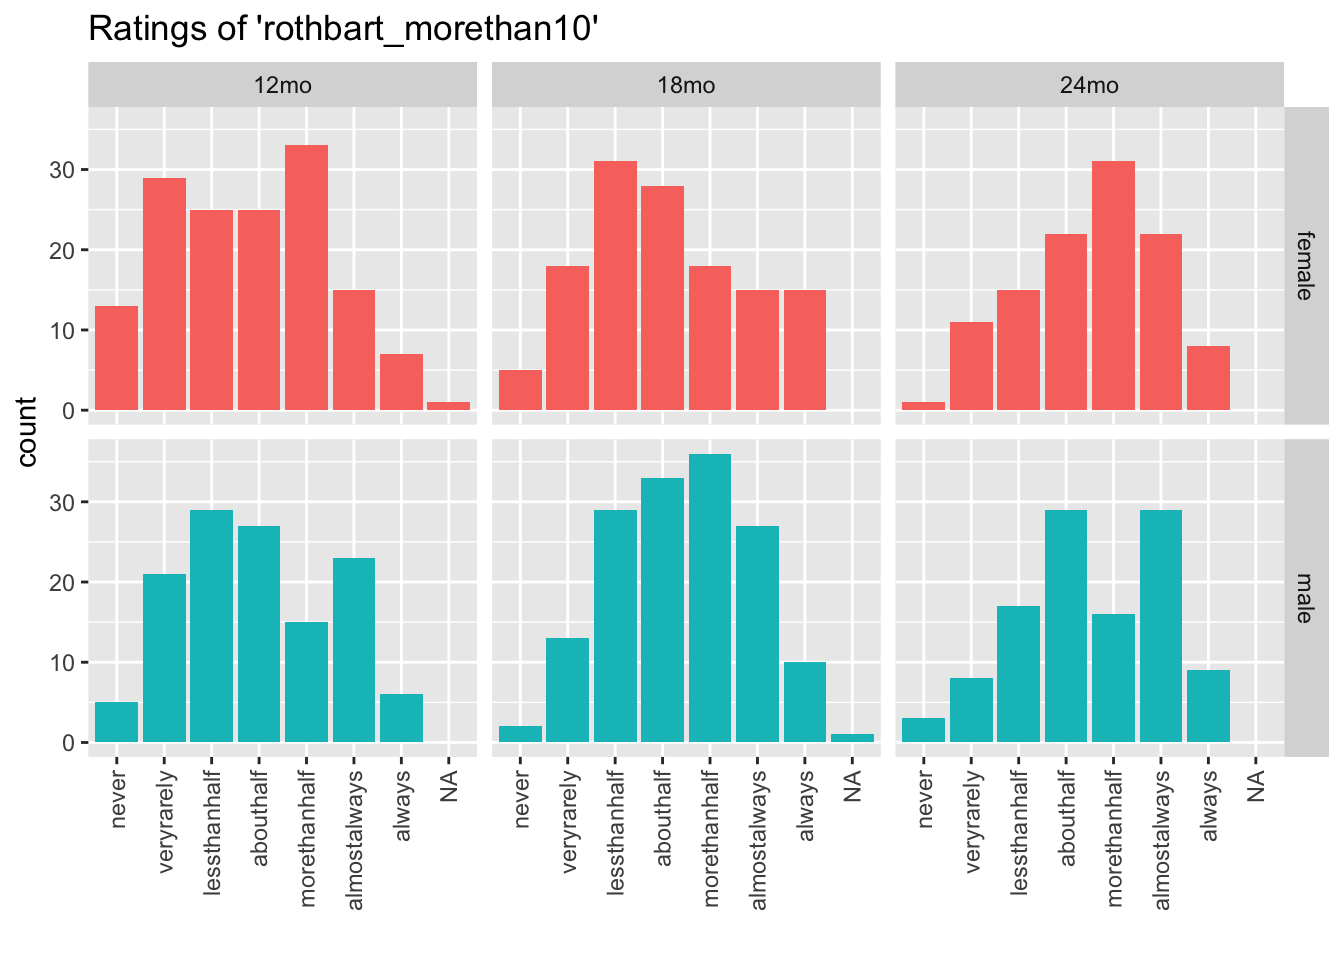 Ratings of 'rothbart_morethan10'
12mo 18mo 24mo
30
20
10
0
female
count
30
20
10
0
male
never veryrarely lessthanhalf abouthalf morethanhalf almostalways always NA never veryrarely lessthanhalf abouthalf morethanhalf almostalways always NA never veryrarely lessthanhalf abouthalf morethanhalf almostalways always NA